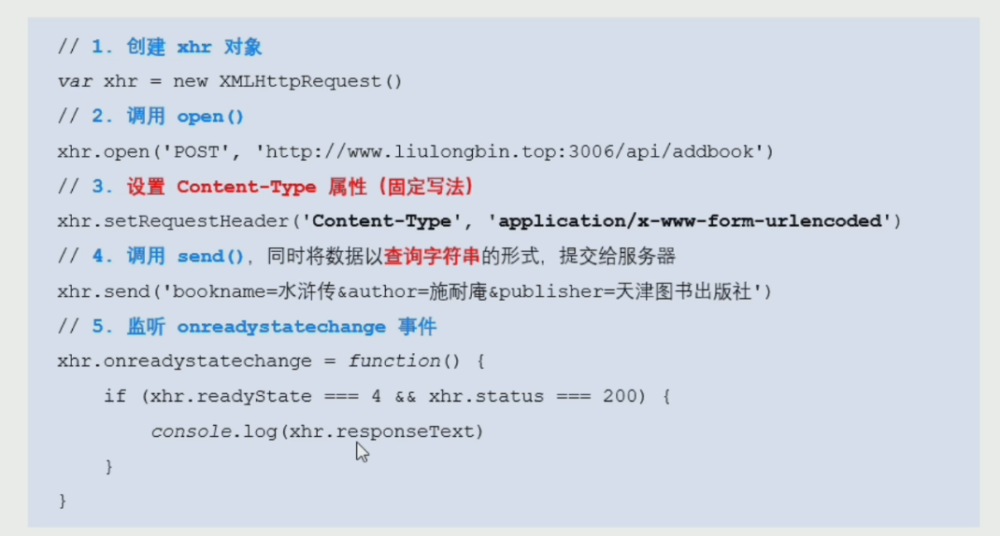 // 1. 创建 xhr 对象
var xhr = new XMLHttpRequest()
// 2. 调用 open()
xhr.open('POST', 'http://www.liulongbin.top:3006/api/addbook')
// 3. 设置 Content-Type 属性（固定写法）
xhr.setRequestHeader('Content-Type', 'application/x-www-form-urlencoded')
// 4. 调用 send()，同时将数据以查询字符串的形式，提交给服务器
xhr.send('bookname=水浒传&author=施耐庵&publisher=天津图书出版社')
// 5. 监听 onreadystatechange 事件
xhr.onreadystatechange = function() {
    if (xhr.readyState === 4 && xhr.status === 200) {
        console.log(xhr.responseText)
    }
}